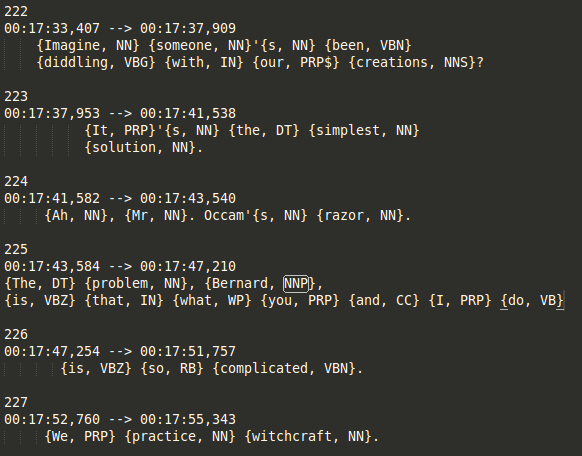 222
00:17:33,407 --> 00:17:37,909
{Imagine, NN} {someone, NN}'{s, NN} {been, VBN}
{diddling, VBG} {with, IN} {our, PRP$} {creations, NNS}?
223
00:17:37,953 --> 00:17:41,538
{It, PRP}'{s, NN} {the, DT} {simplest, NN}
{solution, NN}.
224
00:17:41,582 --> 00:17:43,540
{Ah, NN}, {Mr, NN}. Occam'{s, NN} {razor, NN}.
225
00:17:43,584 --> 00:17:47,210
{The, DT} {problem, NN}, {Bernard, NNP},
{is, VBZ} {that, IN} {what, WP} {you, PRP} {and, CC} {I, PRP} {do, VB}
226
00:17:47,254 --> 00:17:51,757
{is, VBZ} {so, RB} {complicated, VBN}.
227
00:17:52,760 --> 00:17:55,343
{We, PRP} {practice, NN} {witchcraft, NN}.